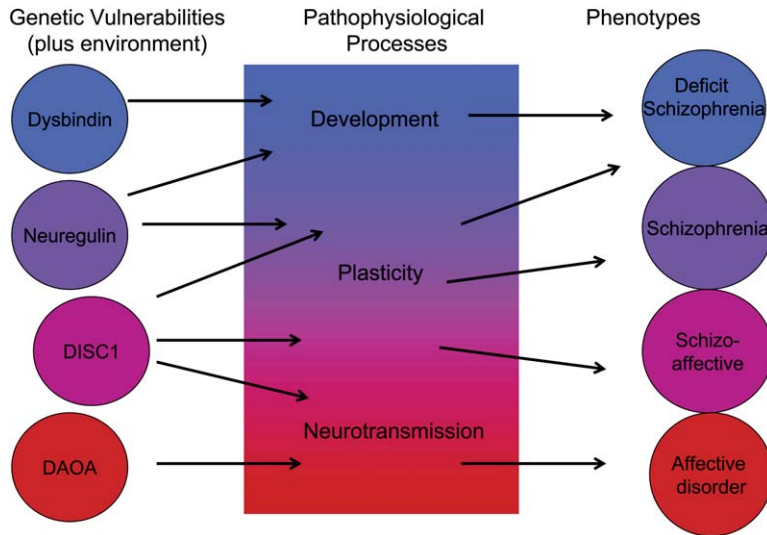 Genetic Vulnerabilities
(plus environment)
Pathophysiological
Processes
Phenotypes
Dysbindin
Neuregulin
DISC1
DAOA
Development
Plasticity
Neurotransmission
Deficit
Schizophrenia
Schizophrenia
Schizo-
affective
Affective
disorder